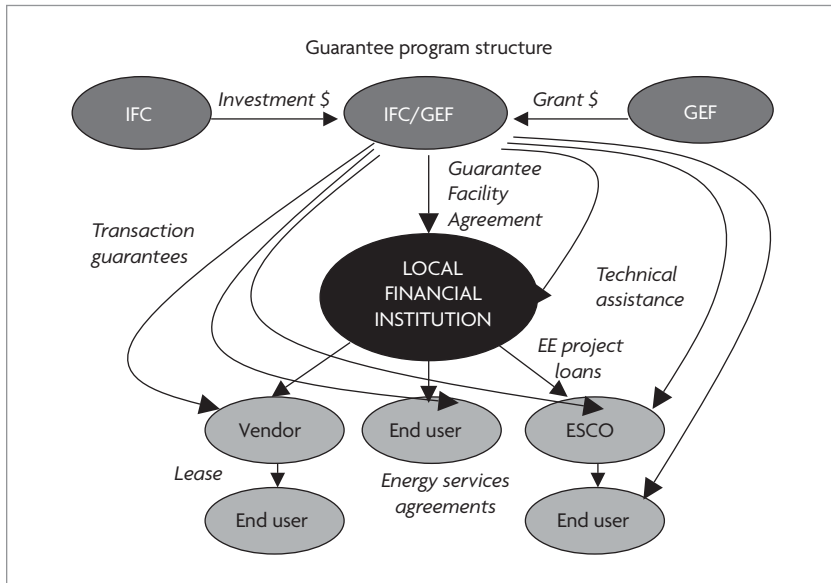 Guarantee program structure
IFC
Investment $
IFC/GEF
Grant $
GEF
Guarantee
Facility
Agreement
Transaction
guarantees
LOCAL
FINANCIAL
INSTITUTION
Technical
assistance
EE project
loans
Vendor
End user
ESCO
Lease
Energy services
agreements
End user
End user